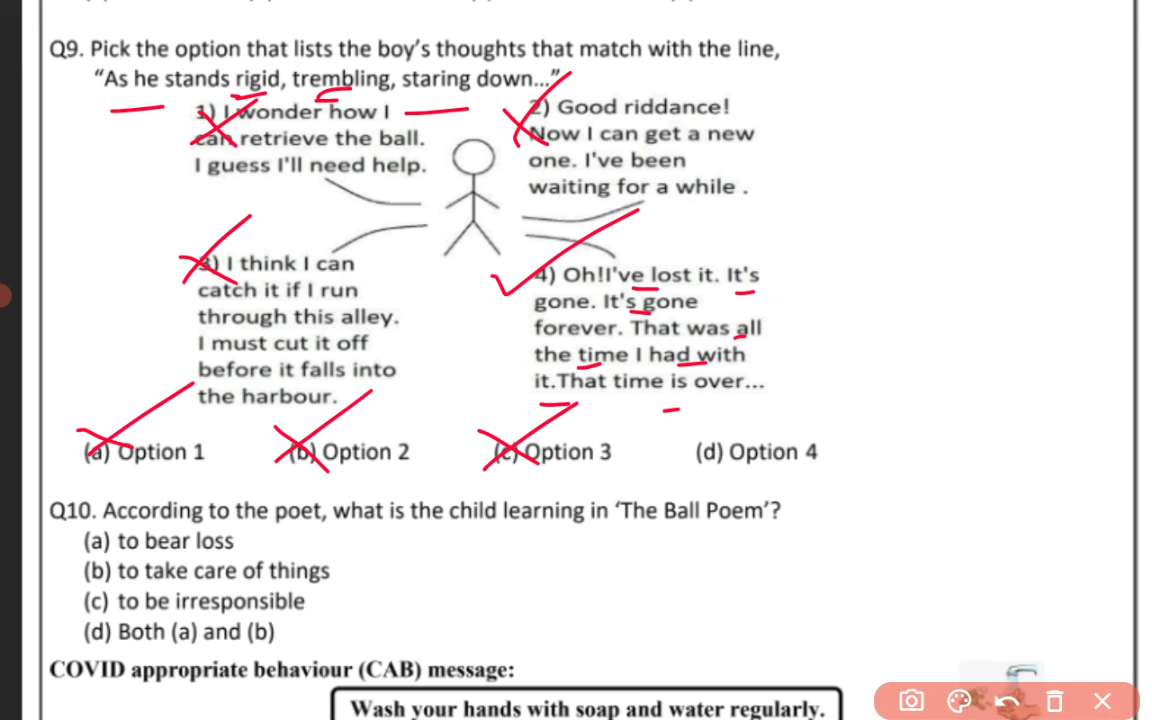 Q9. Pick the option that lists the boy's thoughts that match with the line,
"As he stands rigid, trembling, staring down..."
1) I wonder how I
can retrieve the ball.
I guess I'll need help.
2) Good riddance!
Now I can get a new
one. I've been
waiting for a while .
3) I think I can
catch it if I run
through this alley.
I must cut it off
before it falls into
the harbour.
4) Oh!I've lost it. It's
gone. It's gone
forever. That was all
the time I had with
it.That time is over...
(a) Option 1 (b) Option 2 (c) Option 3 (d) Option 4
Q10. According to the poet, what is the child learning in 'The Ball Poem'?
(a) to bear loss
(b) to take care of things
(c) to be irresponsible
(d) Both (a) and (b)
COVID appropriate behaviour (CAB) message:
Wash your hands with soap and water regularly.